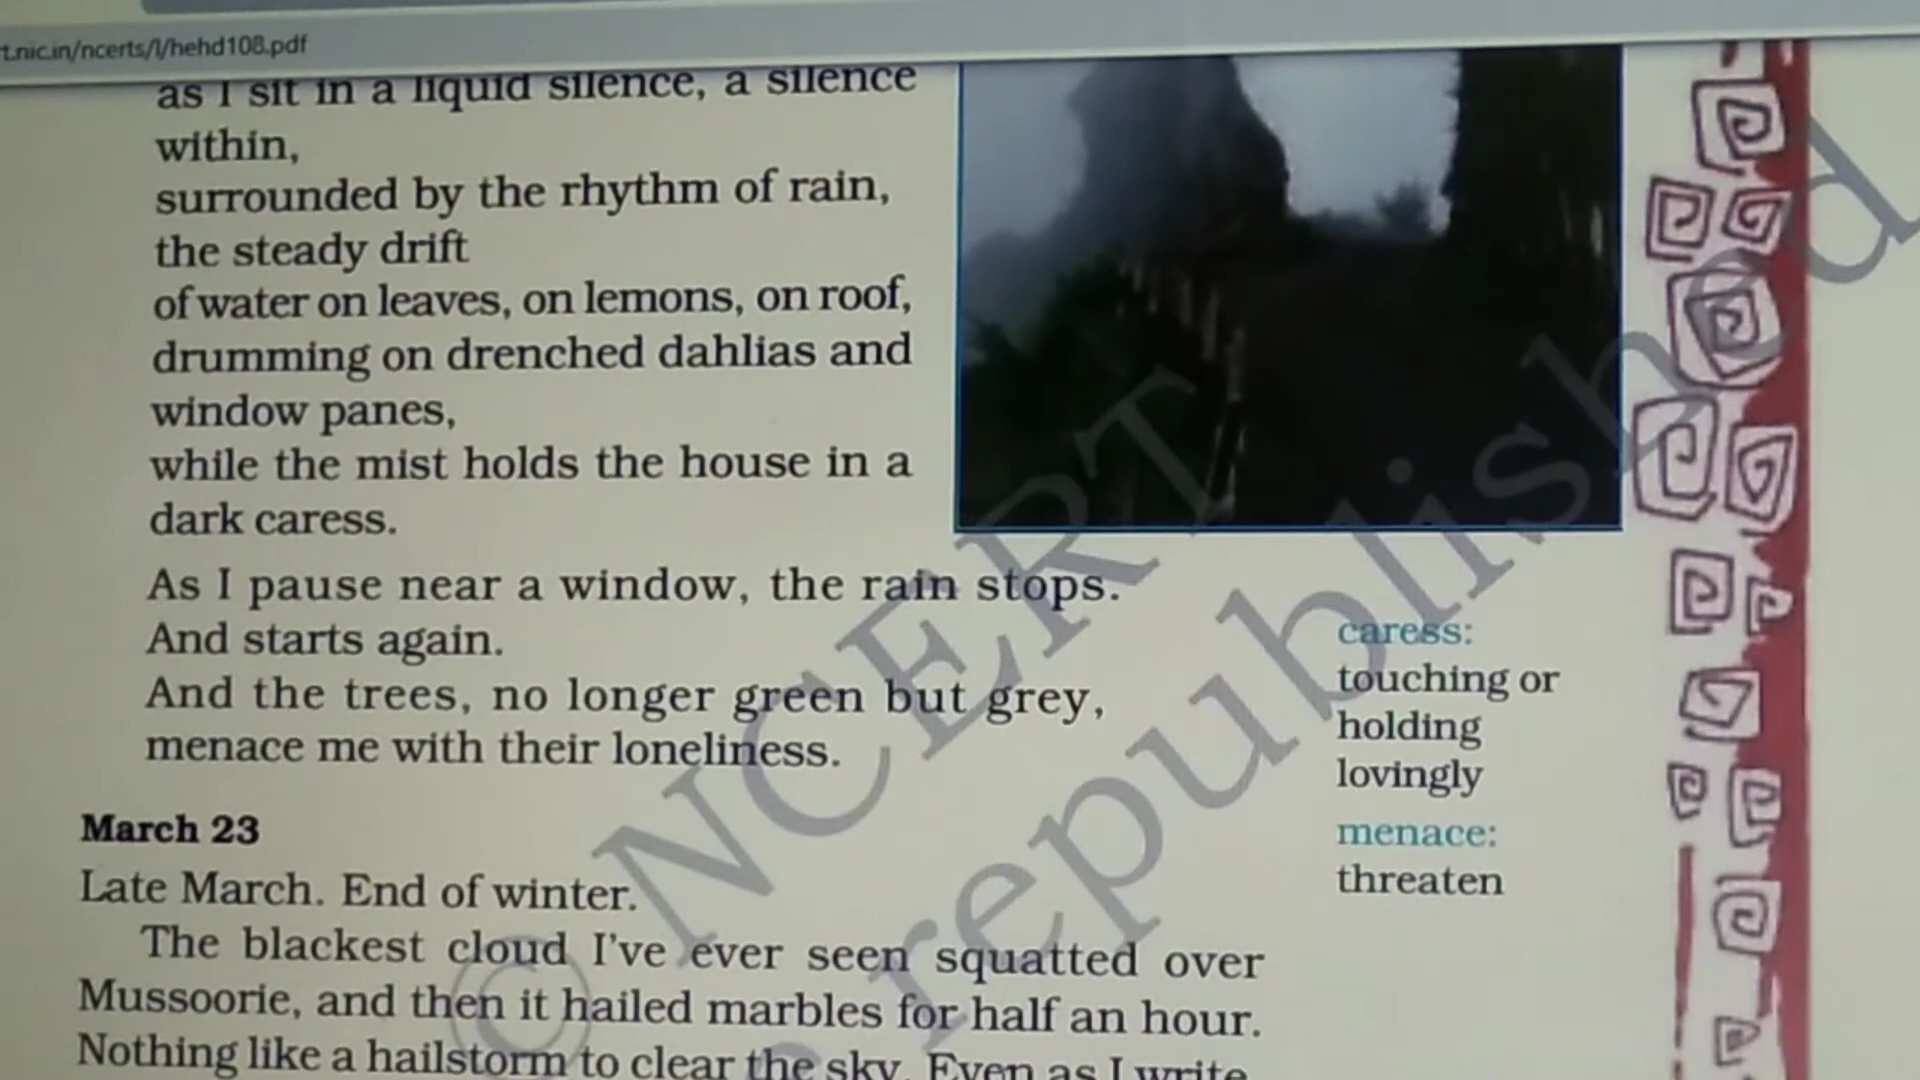 t.nic.in/ncerts/l/hehd108.pdf
as I sit in a liquid silence, a silence
within,
surrounded by the rhythm of rain,
the steady drift
of water on leaves, on lemons, on roof,
drumming on drenched dahlias and
window panes,
while the mist holds the house in a
dark caress.
As I pause near a window, the rain stops.
And starts again.
And the trees, no longer green but grey,
menace me with their loneliness.
caress:
touching or
holding
lovingly
menace:
threaten
March 23
Late March. End of winter.
The blackest cloud I've ever seen squatted over
Mussoorie, and then it hailed marbles for half an hour.
Nothing like a hailstorm to clear the sky. Even as I write
© NCERT
republished